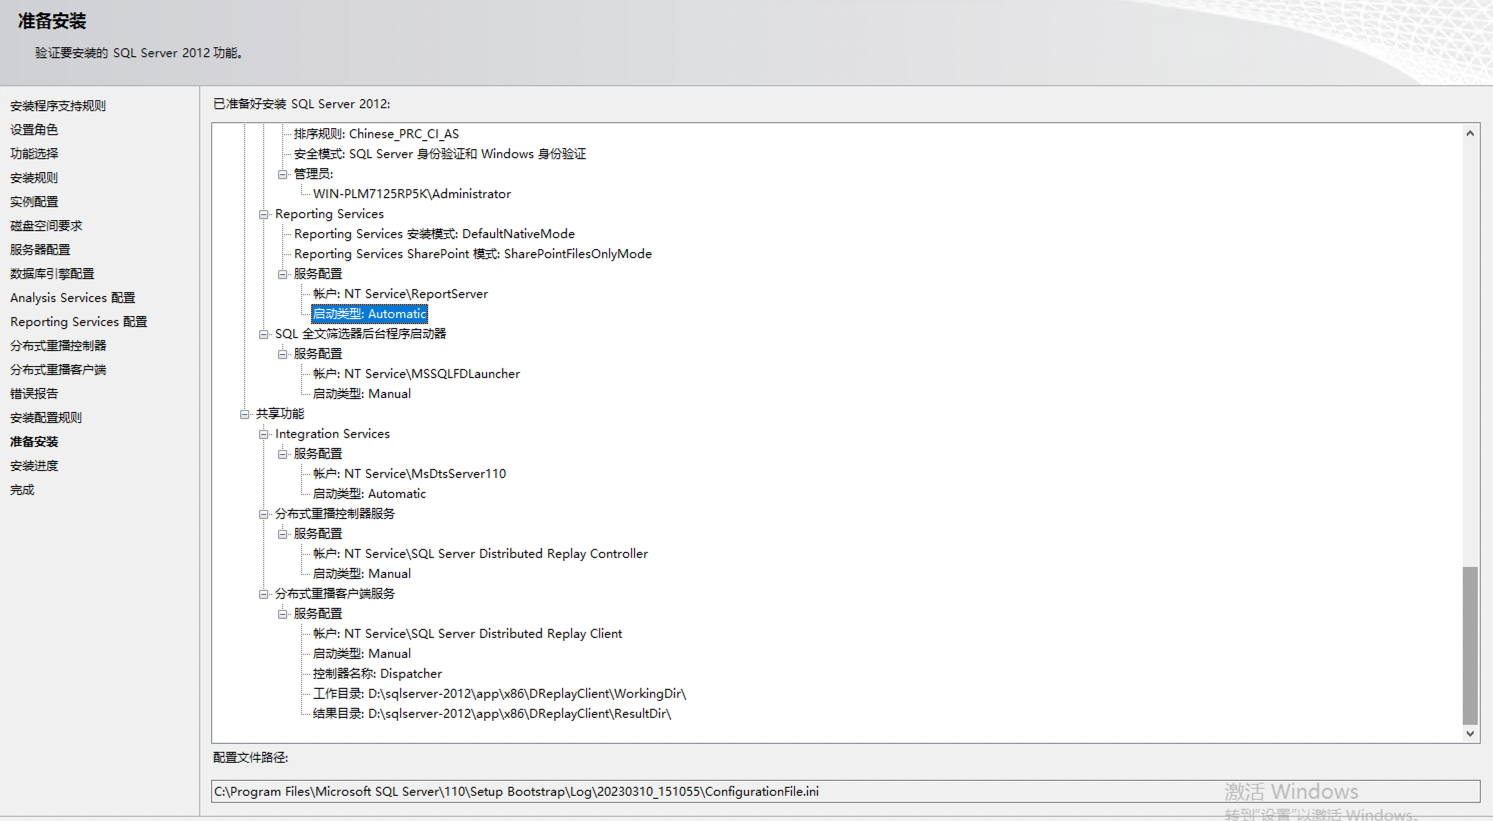 准备安装
验证要安装的 SQL Server 2012 功能。
安装程序支持规则
设置角色
功能选择
安装规则
实例配置
磁盘空间要求
服务器配置
数据库引擎配置
Analysis Services 配置
Reporting Services 配置
分布式重播控制器
分布式重播客户端
错误报告
安装配置规则
准备安装
安装进度
完成
已准备好安装 SQL Server 2012:
排序规则: Chinese_PRC_CI_AS
安全模式: SQL Server 身份验证和 Windows 身份验证
管理员:
WIN-PLM7125RP5K\Administrator
Reporting Services
Reporting Services 安装模式: DefaultNativeMode
Reporting Services SharePoint 模式: SharePointFilesOnlyMode
服务配置
帐户: NT Service\ReportServer
启动类型: Automatic
SQL 全文筛选器后台程序启动器
服务配置
帐户: NT Service\MSSQLFDLauncher
启动类型: Manual
共享功能
Integration Services
服务配置
帐户: NT Service\MsDtsServer110
启动类型: Automatic
分布式重播控制器服务
服务配置
帐户: NT Service\SQL Server Distributed Replay Controller
启动类型: Manual
分布式重播客户端服务
服务配置
帐户: NT Service\SQL Server Distributed Replay Client
启动类型: Manual
控制器名称: Dispatcher
工作目录: D:\sqlserver-2012\app\x86\DReplayClient\WorkingDir\
结果目录: D:\sqlserver-2012\app\x86\DReplayClient\ResultDir\
配置文件路径:
C:\Program Files\Microsoft SQL Server\110\Setup Bootstrap\Log\20230310_151055\ConfigurationFile.ini
激活 Windows
转到"设置"以激活 Windows。